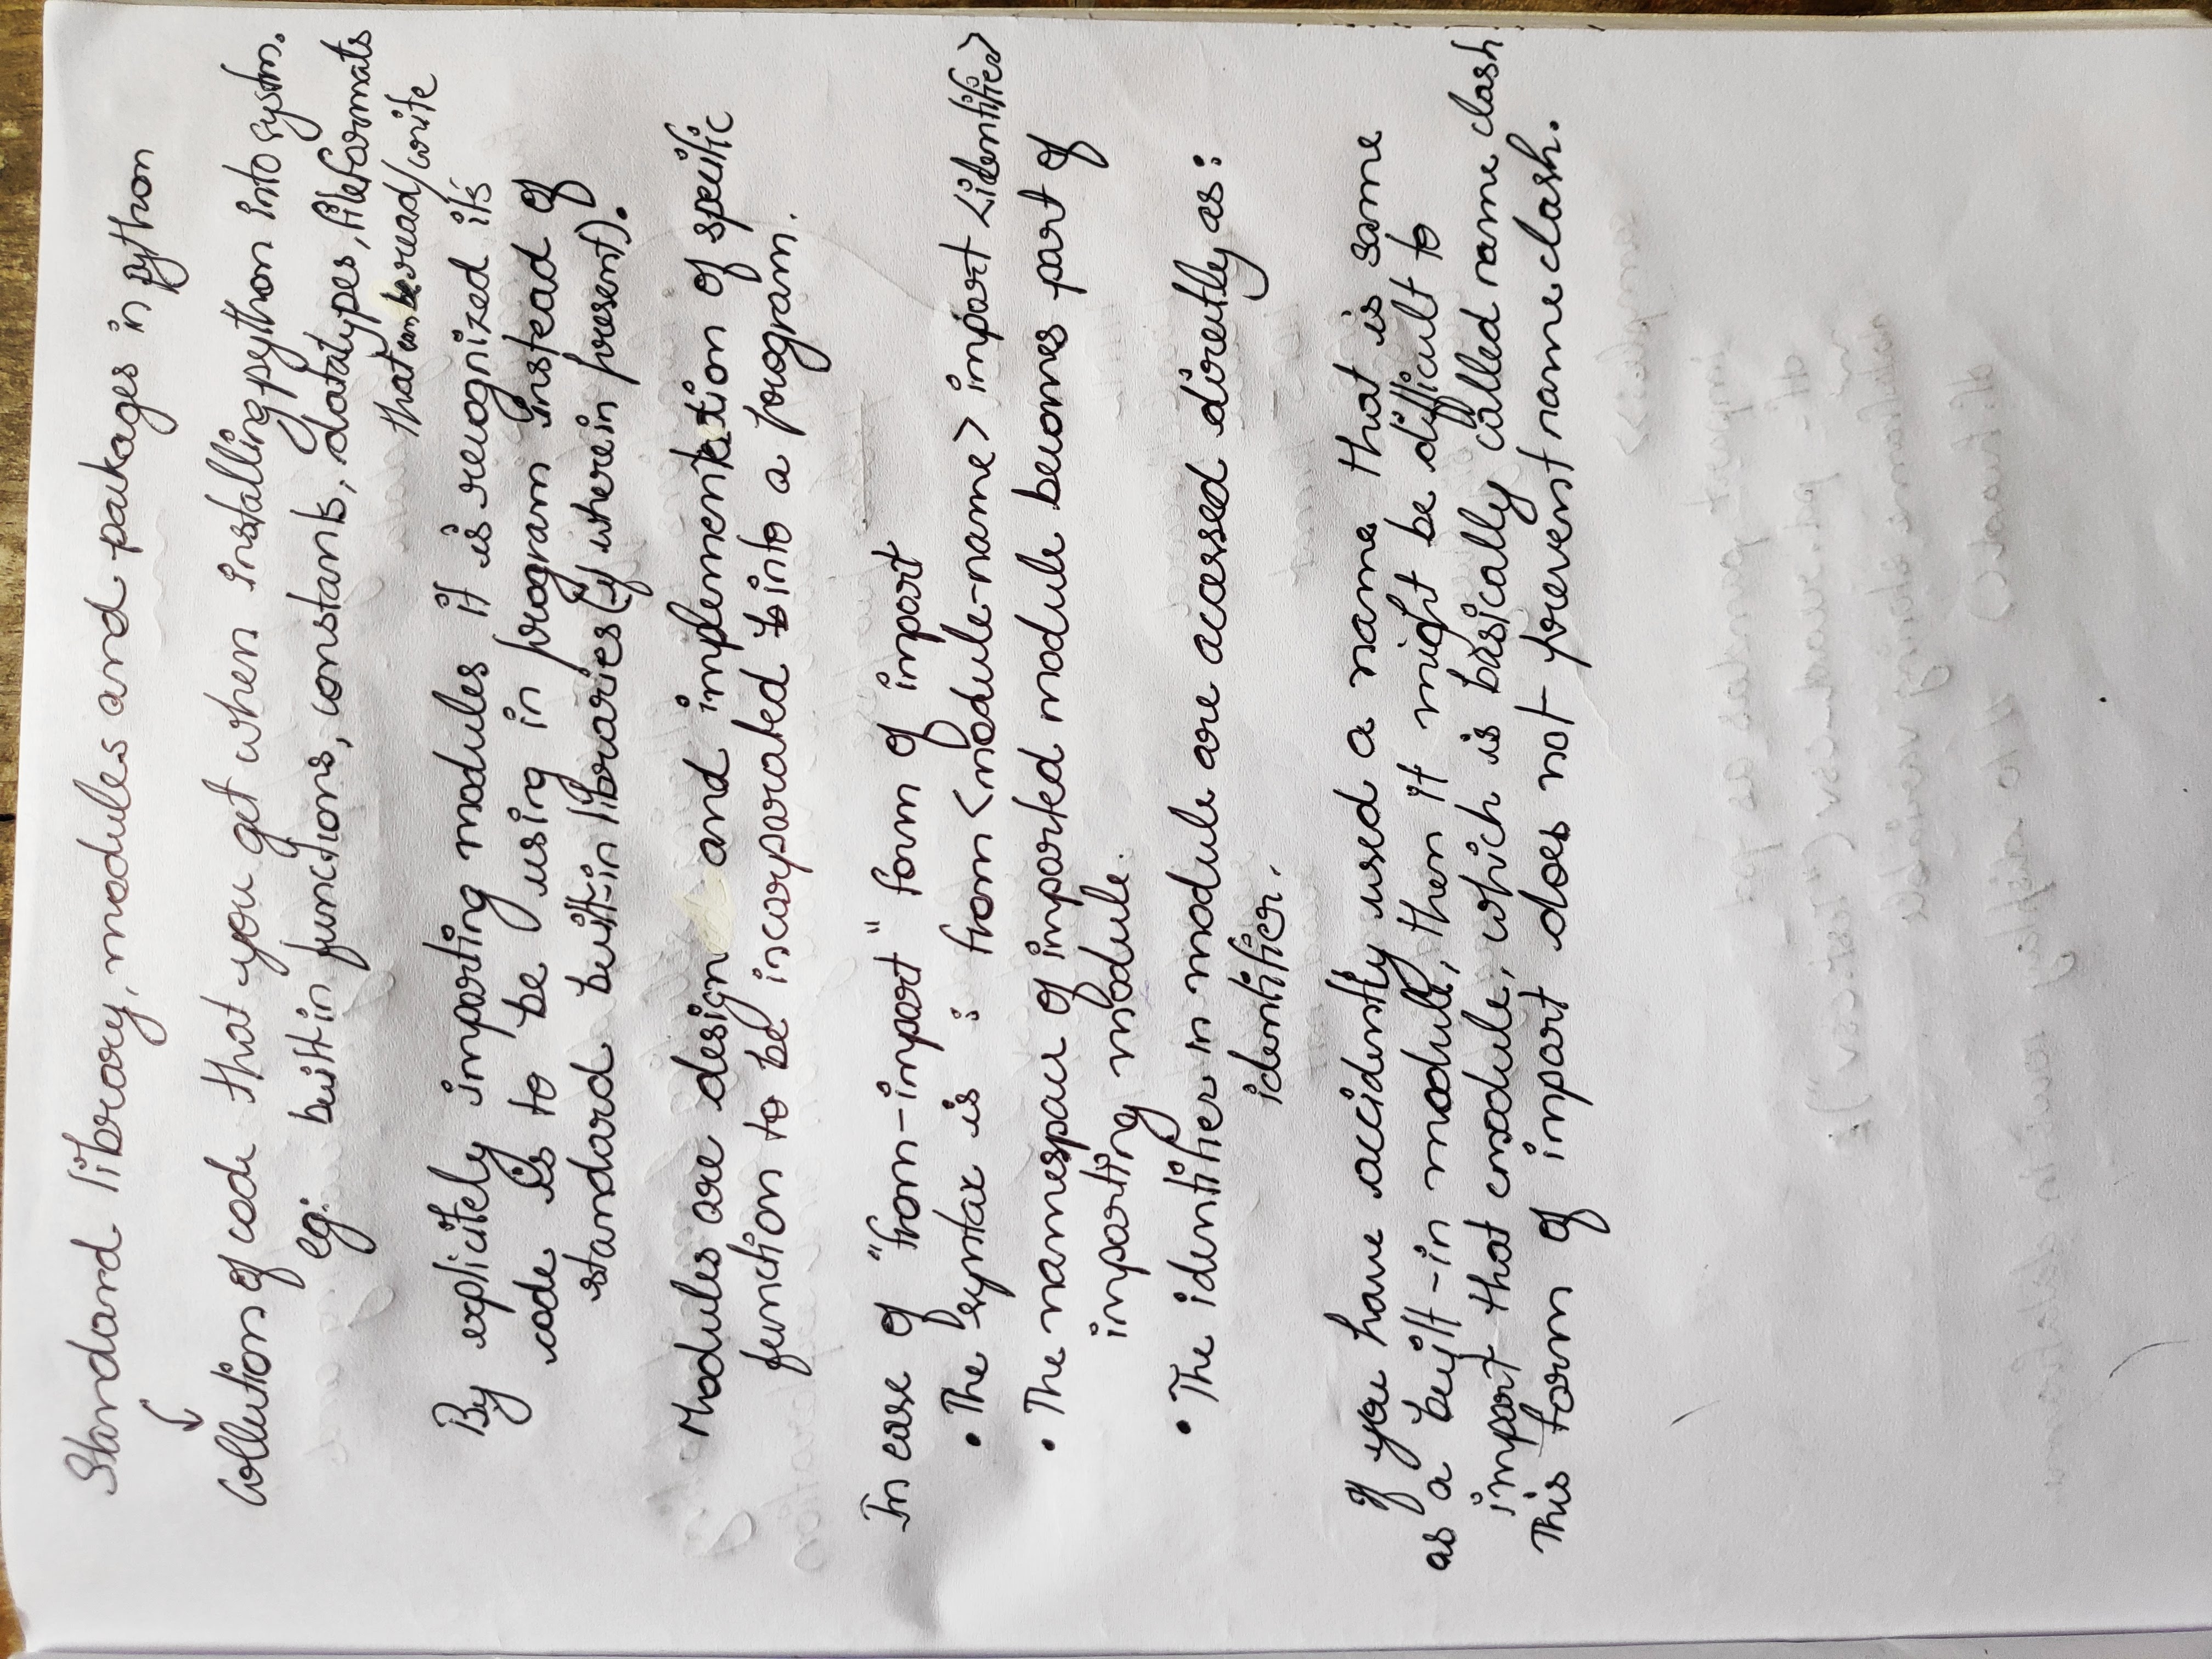 Standard library, modules and packages in python
Collection of code that you get when installing python into systm.
eg: built in functions, constants, datatypes, file formats
that can be read/write
By explicitely importing modules it is recognized it's
code is to be using in program instead of
standard built-in libraries (if where in present).
Modules are design and implementation of specific
function to be incorporated into a program.
In case of "from-import" form of import
• The syntax is : from <module-name> import <identifier>
• The namespace of imported module becomes part of
importing module.
• The identifier in module are accessed directly as:
identifier.
If you have accidently used a name that is same
as a built-in module, then it might be difficult to
import that module, which is basically called name clash.
This form of import does not prevent name clash.